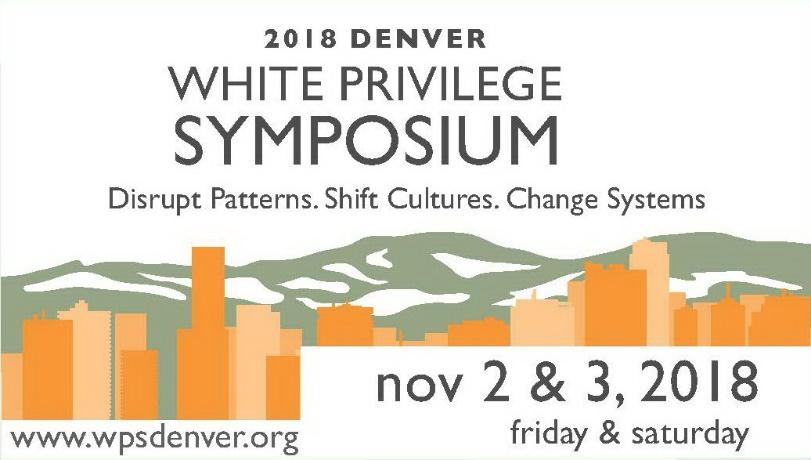 2018 DENVER
WHITE PRIVILEGE
SYMPOSIUM
Disrupt Patterns. Shift Cultures. Change Systems
nov 2 & 3, 2018
www.wpsdenver.org
friday & saturday